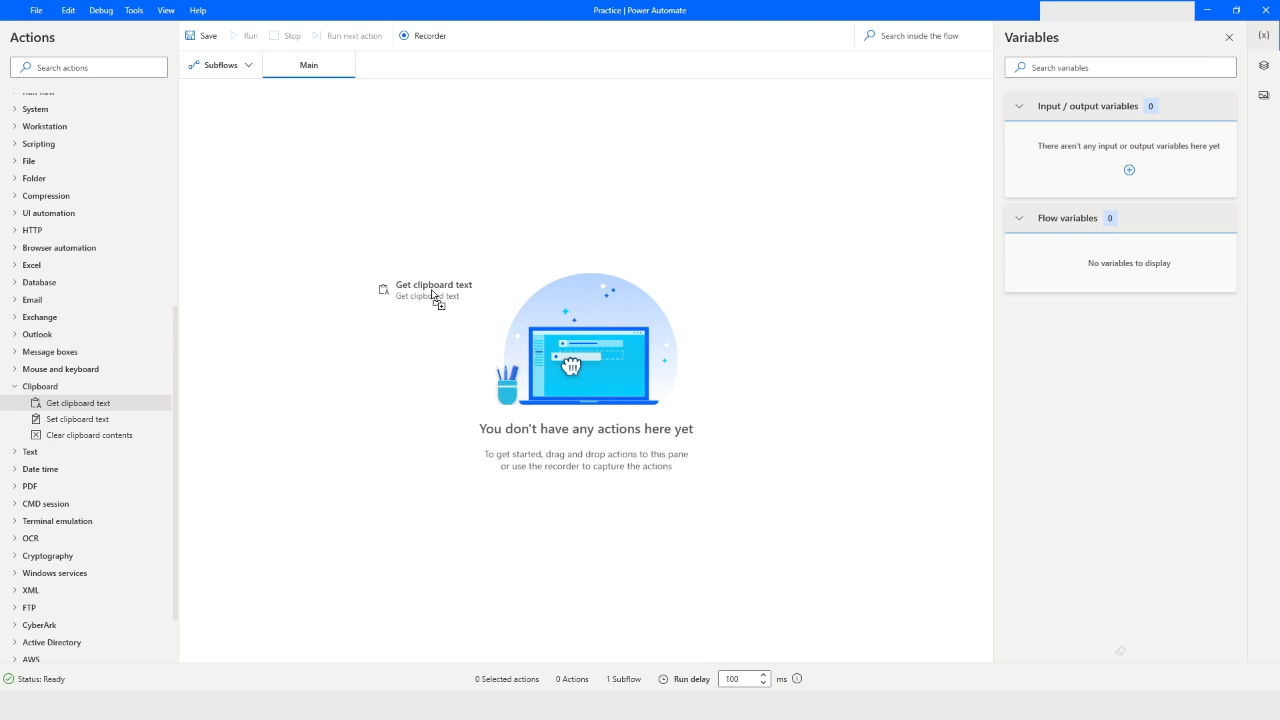 File Edit Debug Tools View Help
Practice | Power Automate
Actions
Search actions
Run flow
System
Workstation
Scripting
File
Folder
Compression
UI automation
HTTP
Browser automation
Excel
Database
Email
Exchange
Outlook
Message boxes
Mouse and keyboard
Clipboard
Get clipboard text
Set clipboard text
Clear clipboard contents
Text
Date time
PDF
CMD session
Terminal emulation
OCR
Cryptography
Windows services
XML
FTP
CyberArk
Active Directory
AWS
Save Run Stop Run next action Recorder
Search inside the flow
Subflows Main
Get clipboard text
Get clipboard text
You don't have any actions here yet
To get started, drag and drop actions to this pane
or use the recorder to capture the actions
Variables
{x}
Search variables
Input / output variables 0
There aren't any input or output variables here yet
Flow variables 0
No variables to display
Status: Ready
0 Selected actions 0 Actions 1 Subflow Run delay 100 ms